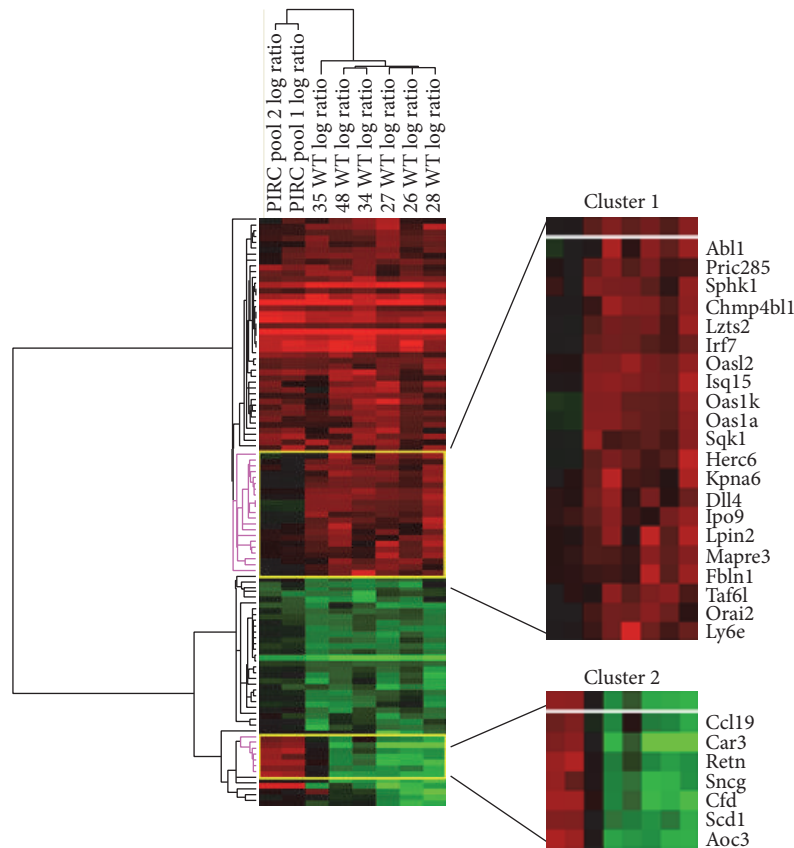 PIRC pool 2 log ratio
PIRC pool 1 log ratio
35 WT log ratio
48 WT log ratio
34 WT log ratio
27 WT log ratio
26 WT log ratio
28 WT log ratio
Cluster 1
Abl1
Pric285
Sphk1
Chmp4bl1
Lzts2
Irf7
Oasl2
Isq15
Oas1k
Oas1a
Sqk1
Herc6
Kpna6
Dll4
Ipo9
Lpin2
Mapre3
Fbln1
Taf6l
Orai2
Ly6e
Cluster 2
Ccl19
Car3
Retn
Sncg
Cfd
Scd1
Aoc3